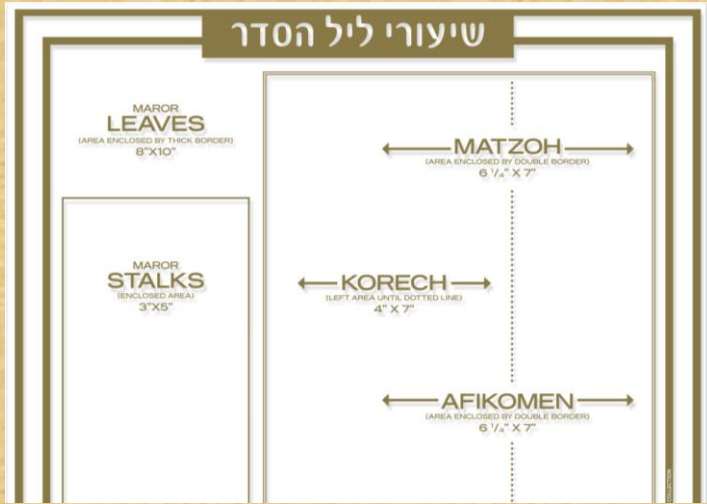 שיעורי ליל הסדר
MAROR
LEAVES
(AREA ENCLOSED BY THICK BORDER)
8"X10"
MATZOH
(AREA ENCLOSED BY DOUBLE BORDER)
6 1/4" X 7"
MAROR
STALKS
(ENCLOSED AREA)
3"X5"
KORECH
(LEFT AREA UNTIL DOTTED LINE)
4" X 7"
AFIKOMEN
(AREA ENCLOSED BY DOUBLE BORDER)
6 1/4" X 7"
COLLECTION